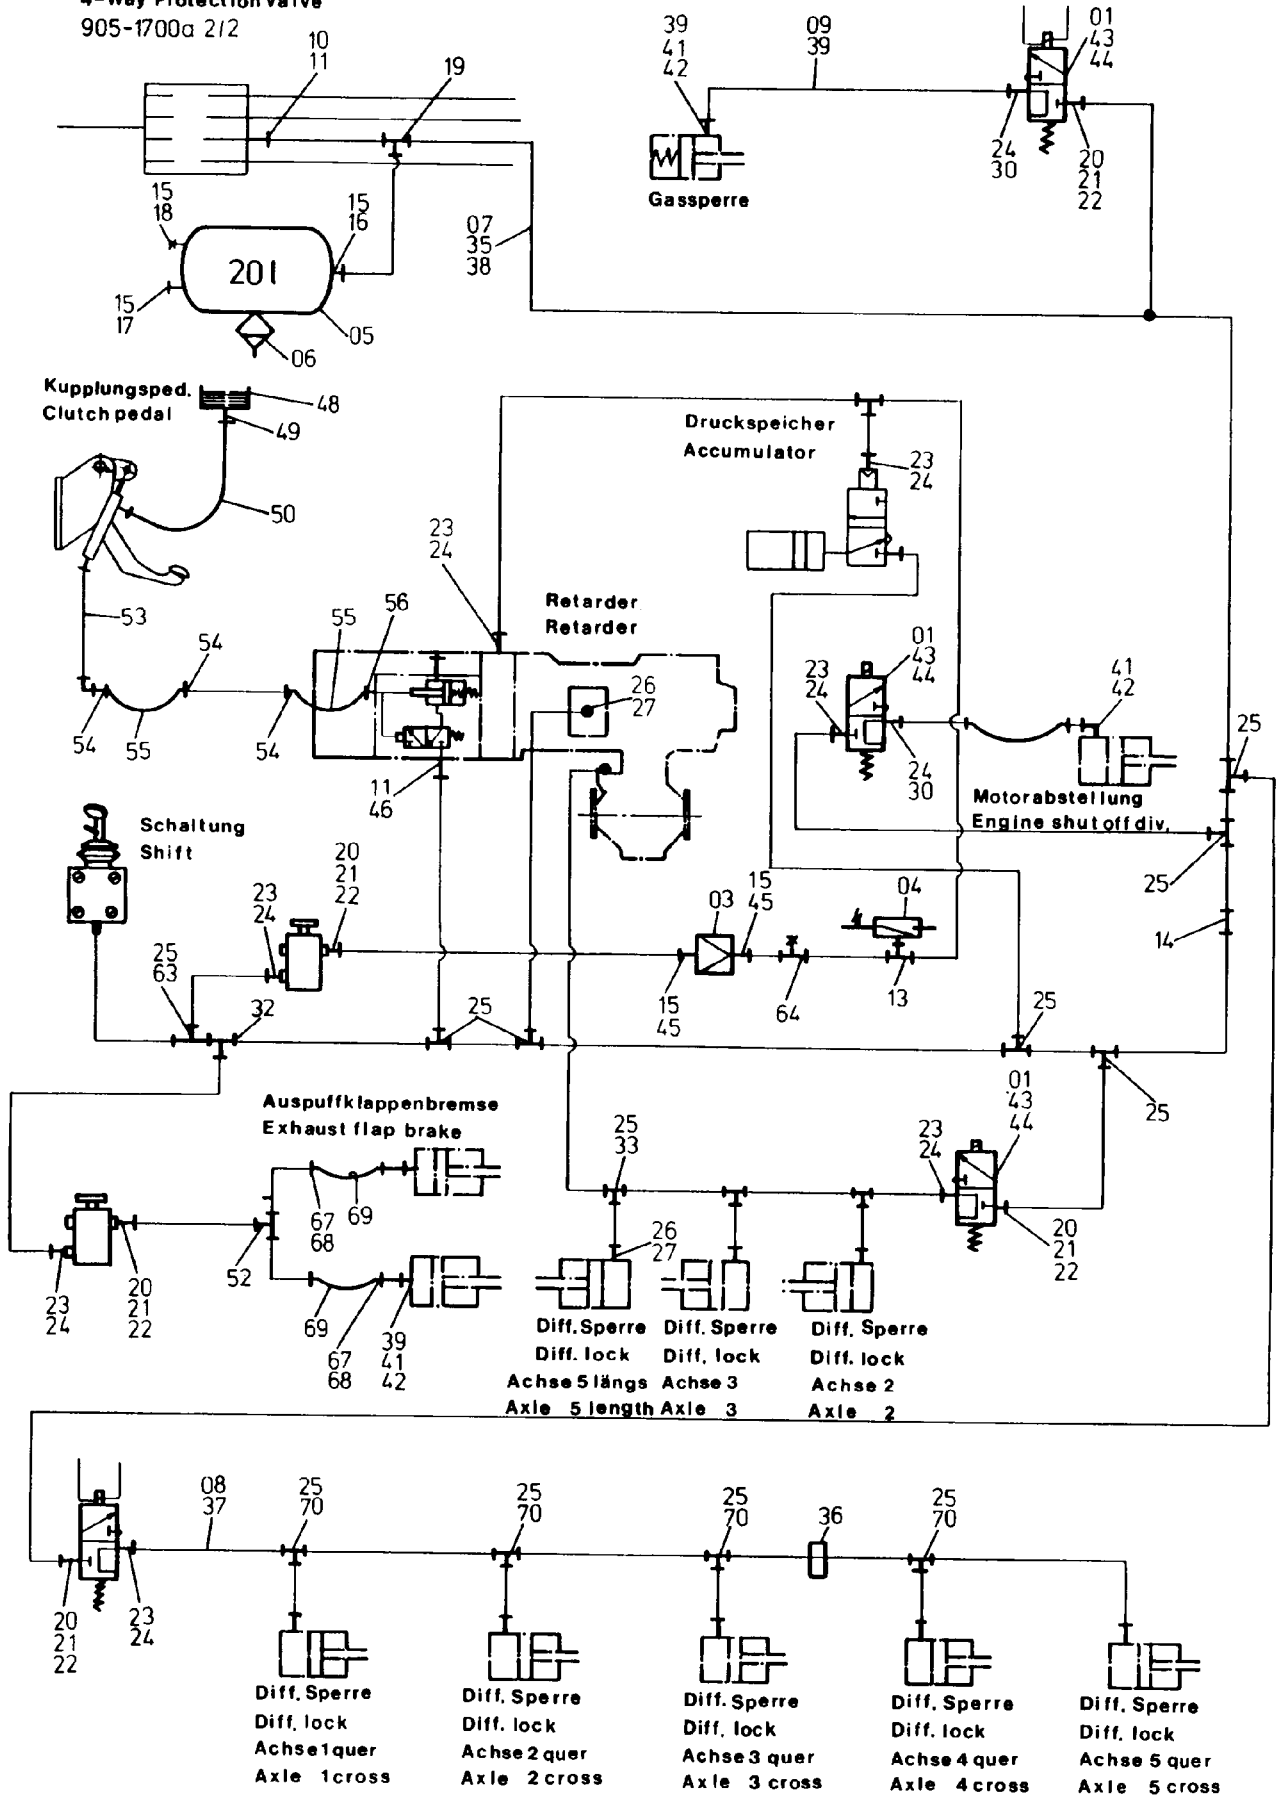 4-Way Protection Valve
905-1700a 2/2
10
11
19
39
41
42
09
39
01
43
44
24
30
20
21
22
Gassperre
15
18
15
16
07
35
38
20l
15
17
05
06
Kupplungsped.
Clutch pedal
48
49
50
Druckspeicher
Accumulator
23
24
23
24
53
54
55
56
Retarder
Retarder
26
27
01
43
44
23
24
41
42
25
54
55
54
11
46
24
30
Motorabstellung
Engine shut off div.
25
Schaltung
Shift
20
21
22
23
24
03
15
45
04
14
25
63
32
25
15
45
64
13
25
Auspuffklappenbremse
Exhaust flap brake
25
33
01
43
44
23
24
25
67
68
69
52
26
27
20
21
22
23
24
20
21
22
69
67
68
39
41
42
Diff. Sperre
Diff. lock
Achse 5 längs
Axle 5 length
Diff. Sperre
Diff. lock
Achse 3
Axle 3
Diff. Sperre
Diff. lock
Achse 2
Axle 2
08
37
25
70
25
70
25
70
36
25
70
20
21
22
23
24
Diff. Sperre
Diff. lock
Achse 1 quer
Axle 1 cross
Diff. Sperre
Diff. lock
Achse 2 quer
Axle 2 cross
Diff. Sperre
Diff. lock
Achse 3 quer
Axle 3 cross
Diff. Sperre
Diff. lock
Achse 4 quer
Axle 4 cross
Diff. Sperre
Diff. lock
Achse 5 quer
Axle 5 cross